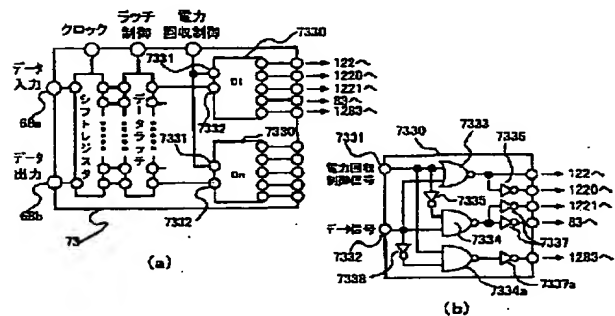 クロック
ラッチ制御
電力回収制御
7330
7331
データ入力
68a
シフトレジスタ
データラッチ
D1
7332
122へ
1220へ
1221へ
83へ
1283へ
7331
7330
データ出力
68b
Dn
7332
73
(a)
7330
7331
7333
7336
電力回収制御信号
122へ
1220へ
1221へ
83へ
7335
7334
7337
データ信号
7332
7338
1283へ
7334a
7337a
(b)